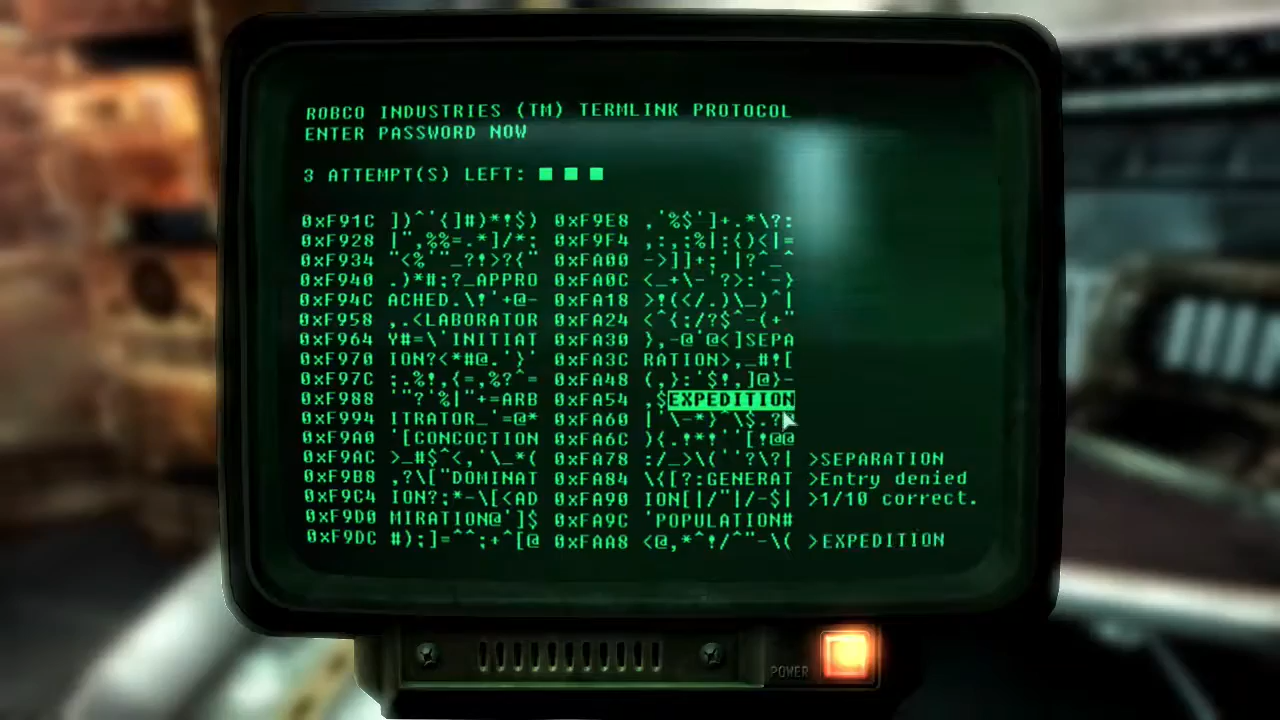 ROBCO INDUSTRIES (TM) TERMLINK PROTOCOL
ENTER PASSWORD NOW
3 ATTEMPT(S) LEFT: ■ ■ ■
0xF91C ])^'{]#)*!$) 0xF9E8 ,'%$']+.*\?:
0xF928 |",%%=.*]/*: 0xF9F4 ,:,;%|:{}<|=
0xF934 "<%'"_?!>?{" 0xFA00 ->]]+;'|?^_^
0xF940 .)*#;?_APPRO 0xFA0C <_+\-'?>:'-}
0xF94C ACHED.\!'+@- 0xFA18 >!(</.)\_)^|
0xF958 ,.<LABORATOR 0xFA24 <^{;/?$^-(+"
0xF964 Y#=\'INITIAT 0xFA30 },-@'@<]SEPA
0xF970 ION?<*#@.'}' 0xFA3C RATION>,_#![
0xF97C :.%!,{=,%?^= 0xFA48 (,}:'$!,]@}-
0xF988 '"?'%|"+=ARB 0xFA54 ,$EXPEDITION
0xF994 ITRATOR_'=@* 0xFA60 |'\-*}^\$.?
0xF9A0 '[CONCOCTION 0xFA6C ){.!*!''[!@@
0xF9AC >_#$^<,'\_*( 0xFA78 :/_>\(''?\?|
0xF9B8 ,?\["DOMINAT 0xFA84 \{[?:GENERAT
0xF9C4 ION?;*-\[<AD 0xFA90 ION[|/"|/-$|
0xF9D0 MIRATION@']$ 0xFA9C 'POPULATION#
0xF9DC #);]=^^;+^[@ 0xFAA8 <@,*^!/^"-\(
>SEPARATION
>Entry denied
>1/10 correct.
>EXPEDITION
POWER